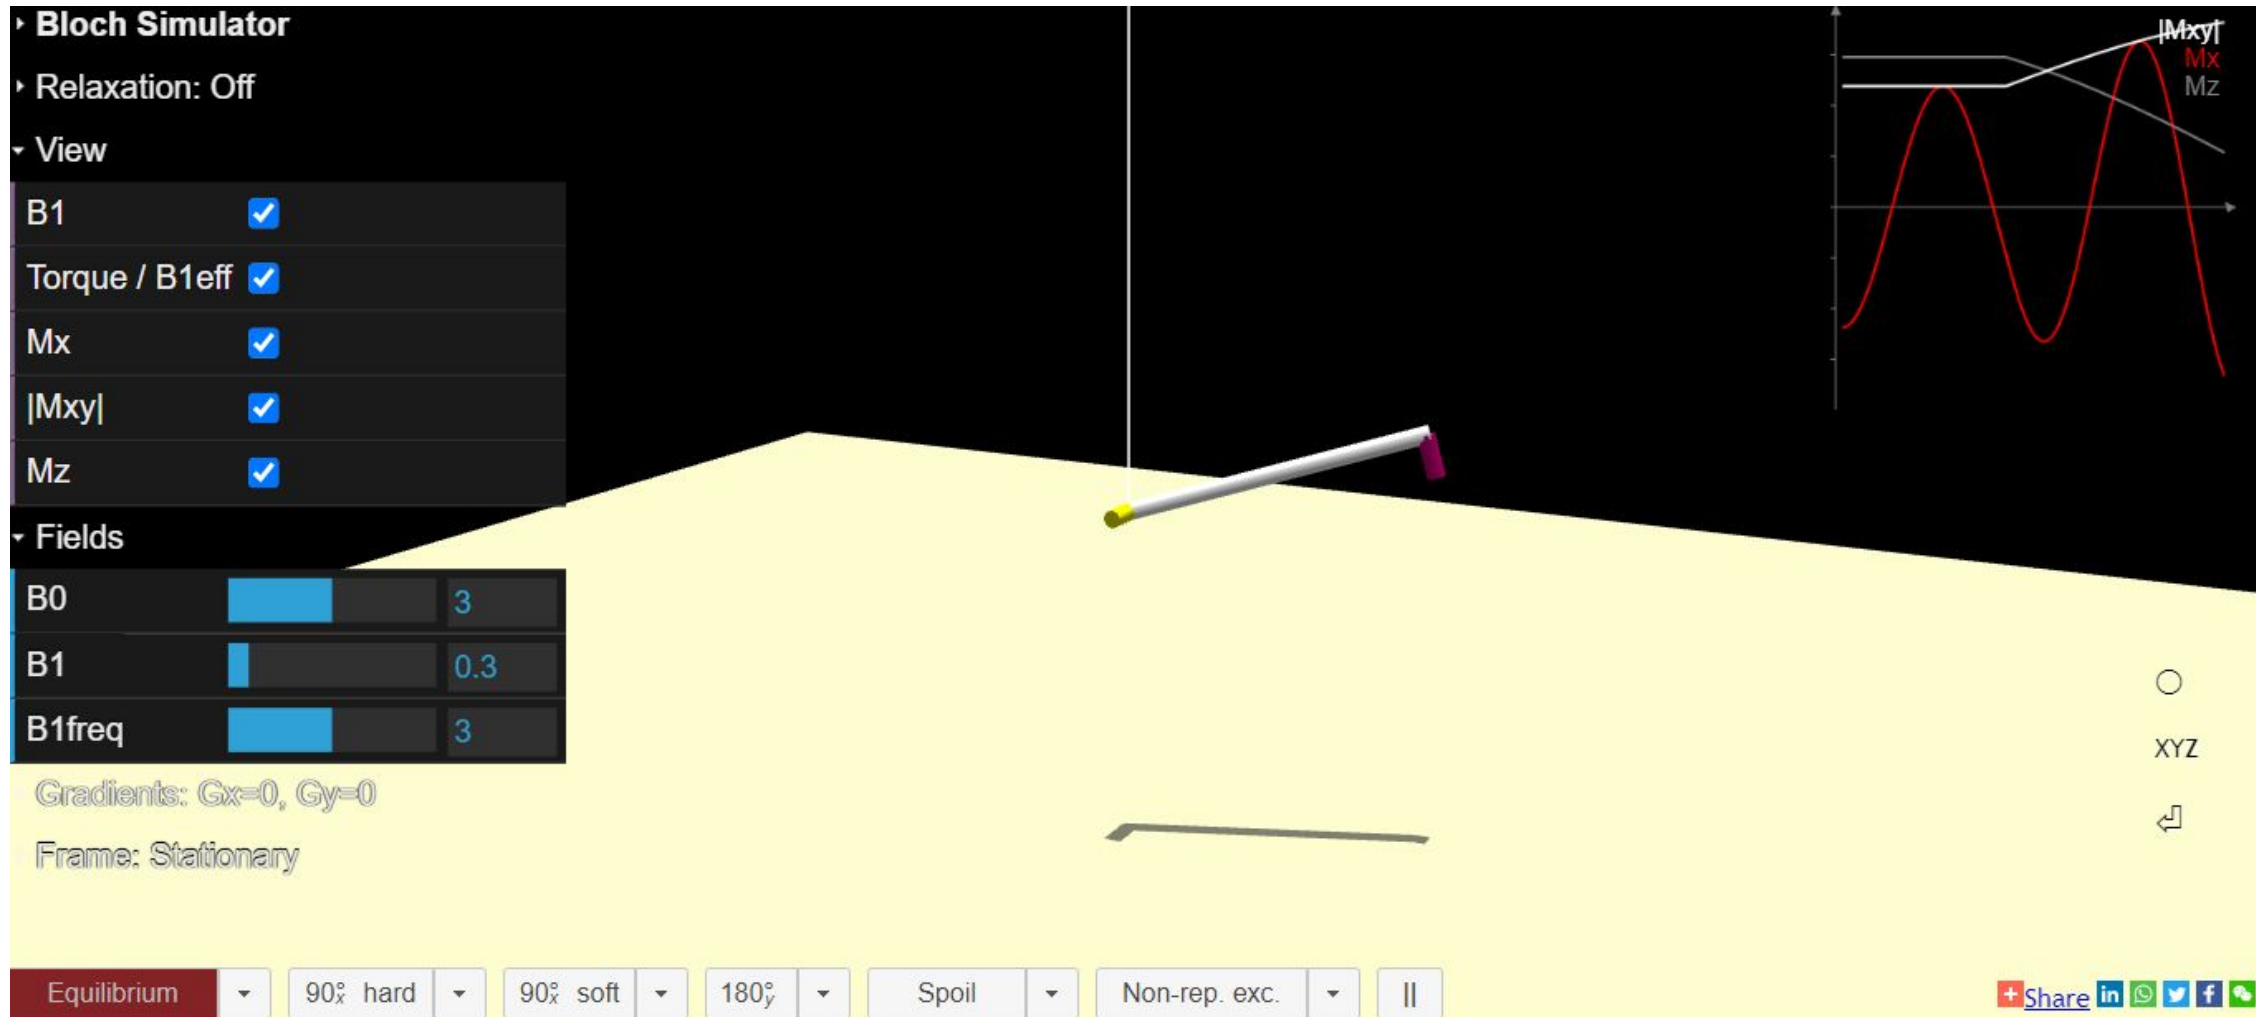 Bloch Simulator
Relaxation: Off
View
B1
Torque / B1eff
Mx
|Mxy|
Mz
Fields
B0 3
B1 0.3
B1freq 3
Gradients: Gx=0, Gy=0
Frame: Stationary
|Mxy|
Mx
Mz
XYZ
Equilibrium 90°x hard 90°x soft 180°y Spoil Non-rep. exc. || Share in f